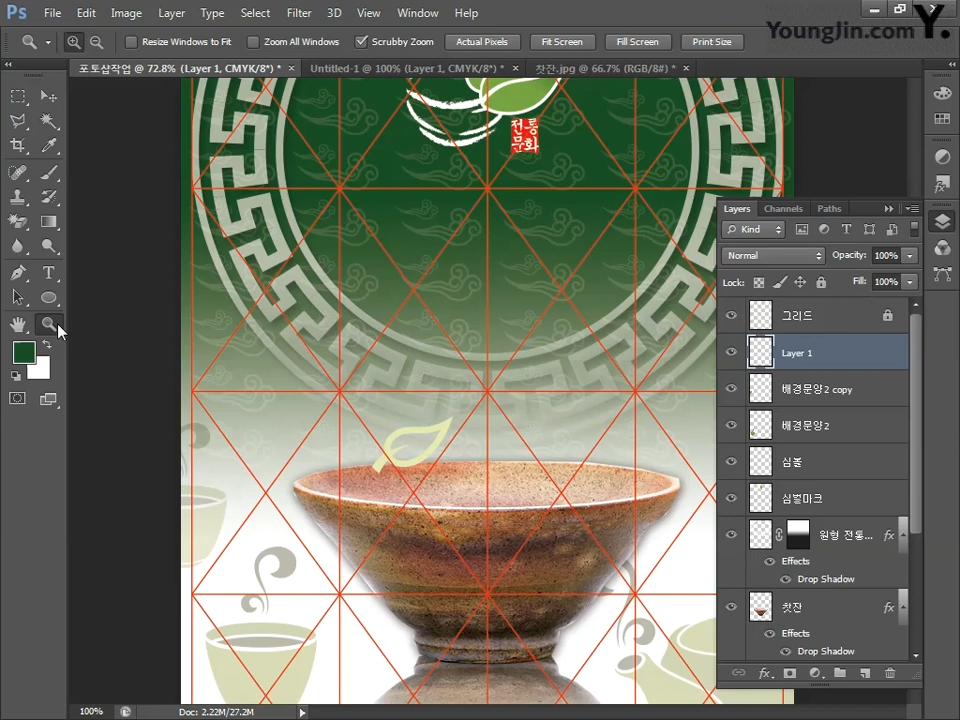 Ps File Edit Image Layer Type Select Filter 3D View Window Help
YoungJin.com Y.
Resize Windows to Fit Zoom All Windows Scrubby Zoom Actual Pixels Fit Screen Fill Screen Print Size
포토샵작업 @ 72.8% (Layer 1, CMYK/8*) * × Untitled-1 @ 100% (Layer 1, CMYK/8*) * × 찻잔.jpg @ 66.7% (RGB/8#) * ×
전통
문화
Layers Channels Paths
Kind
Normal Opacity: 100%
Lock: Fill: 100%
그리드
Layer 1
배경문양2 copy
배경문양2
심볼
심벌마크
원형 전통... fx
Effects
Drop Shadow
찻잔 fx
Effects
Drop Shadow
fx.
100% Doc: 2.22M/27.2M